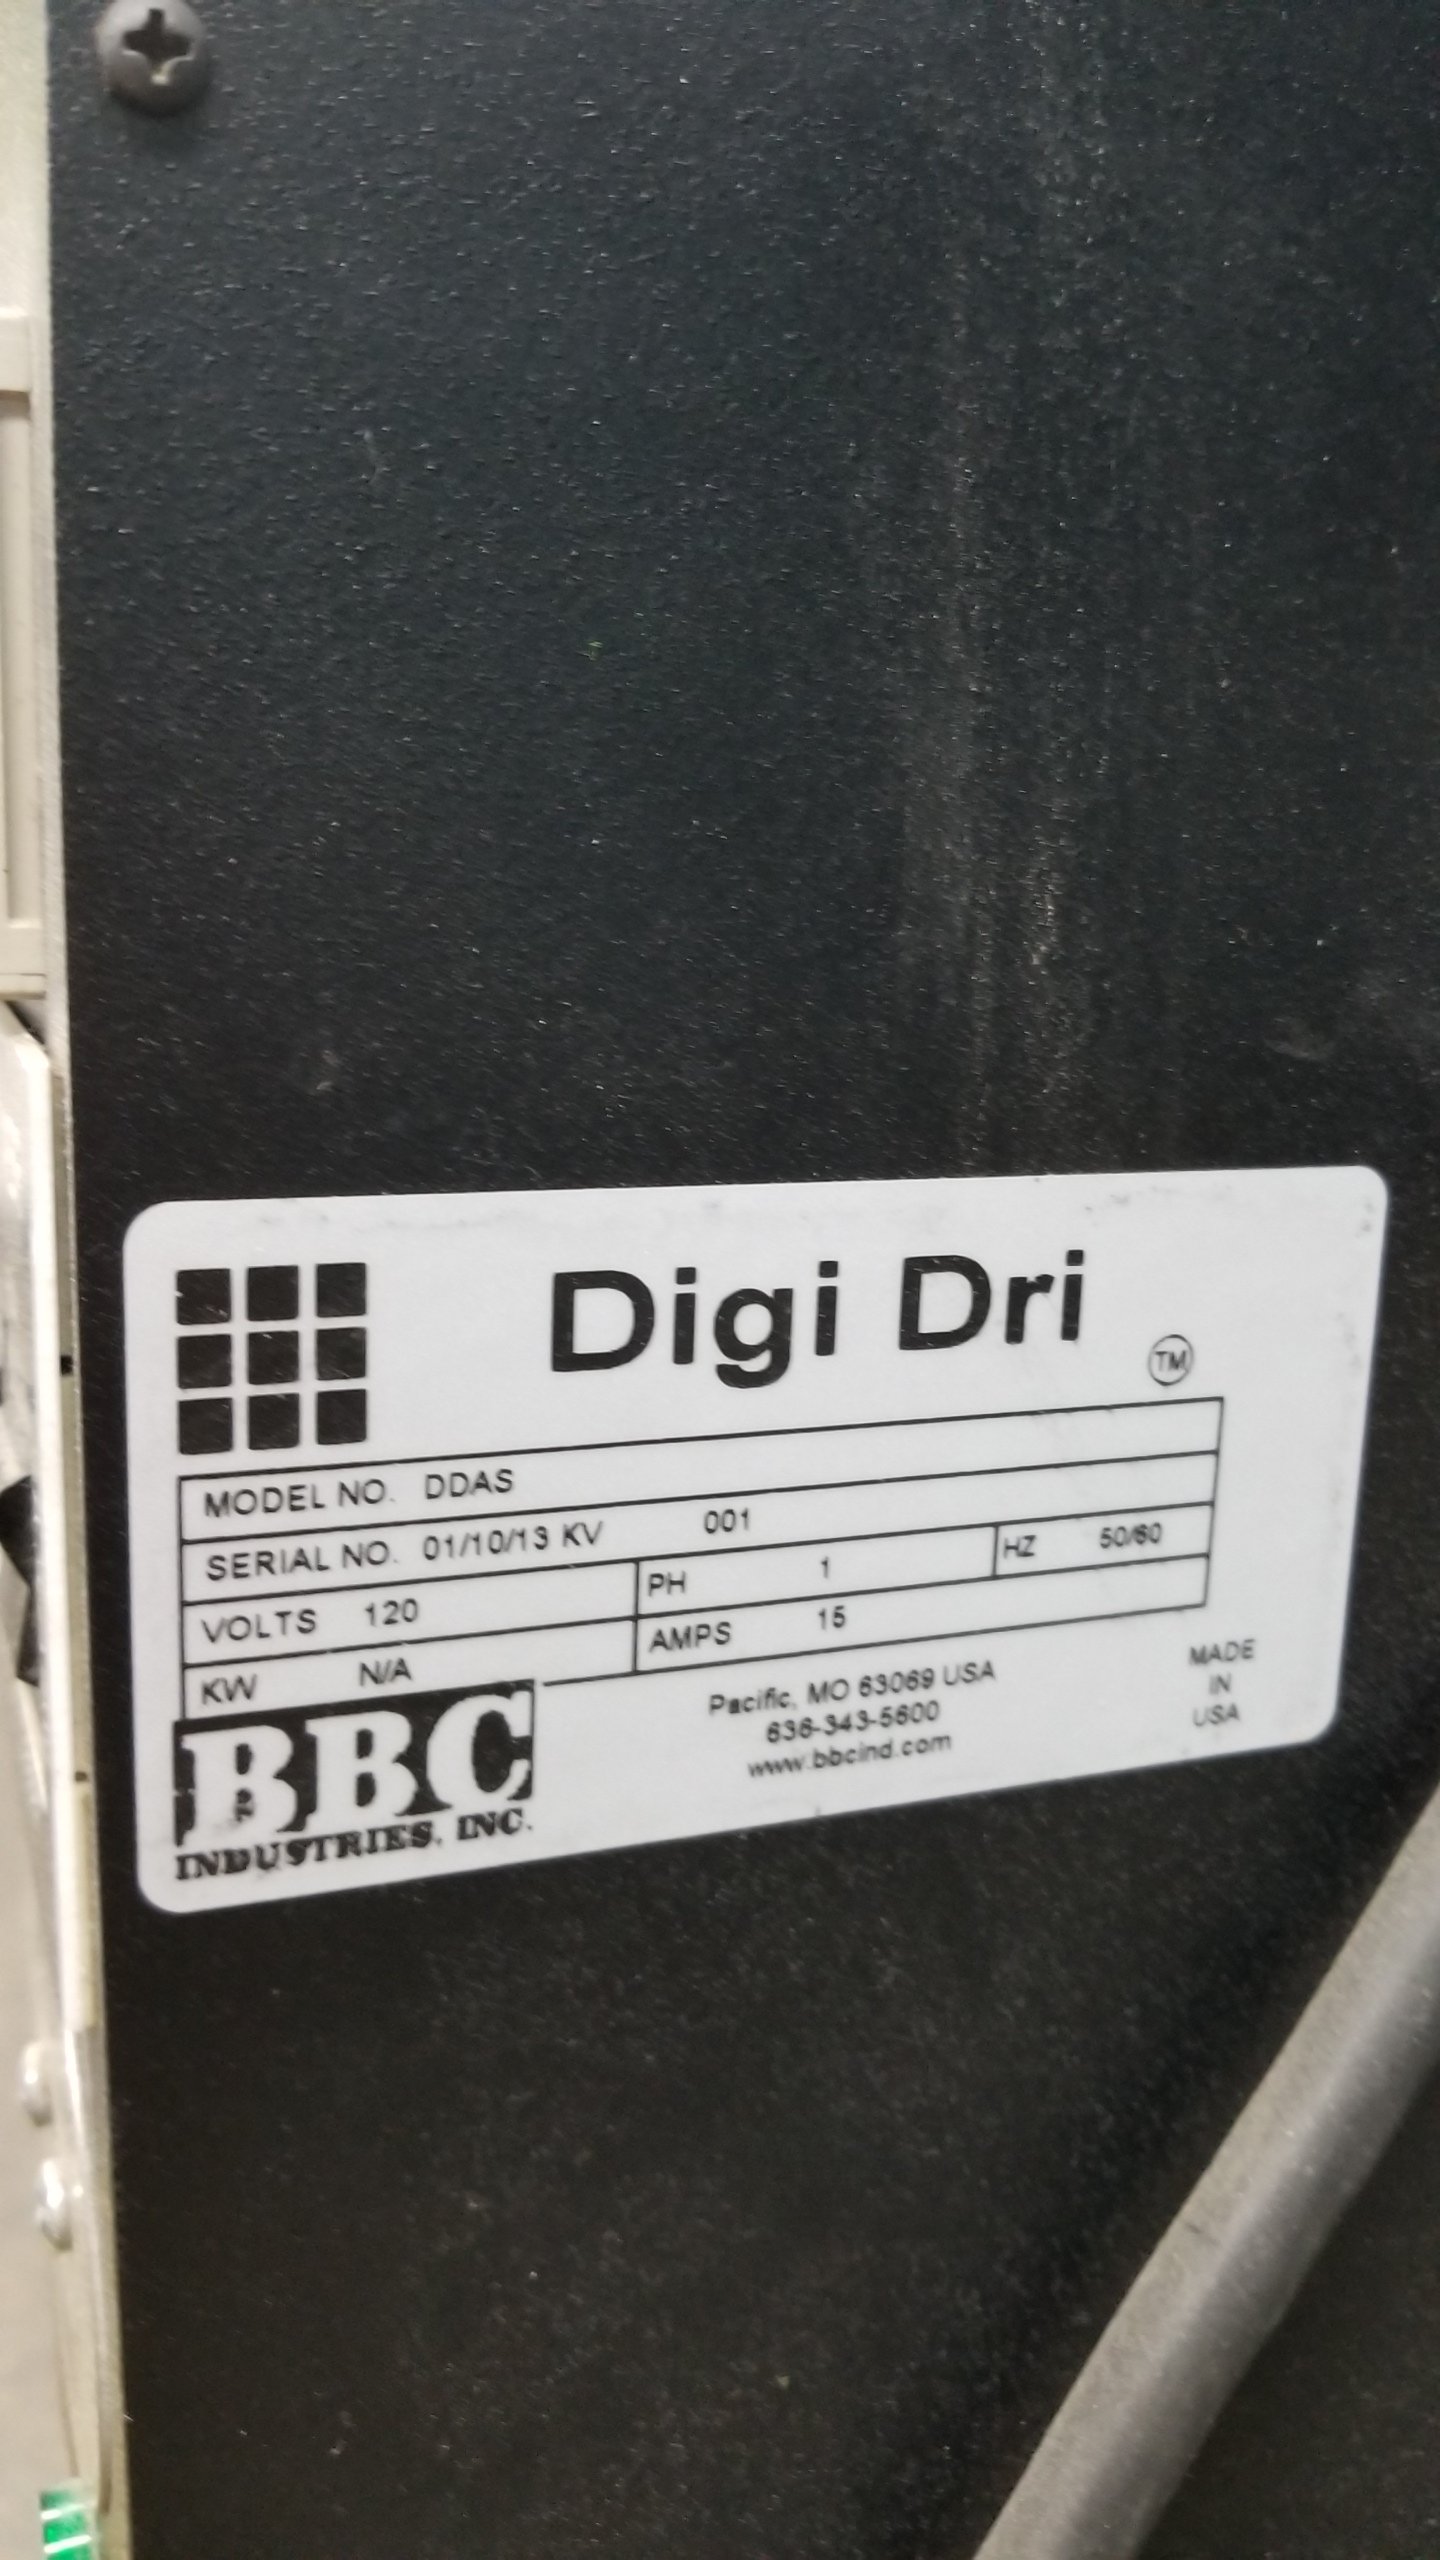 Digi Dri
TM
MODEL NO. DDAS
SERIAL NO. 01/10/13 KV 001
VOLTS 120 PH 1 HZ 50/60
KW N/A AMPS 15
BBC
INDUSTRIES, INC.
Pacific, MO 63069 USA
636-343-5600
www.bbcind.com
MADE
IN
USA